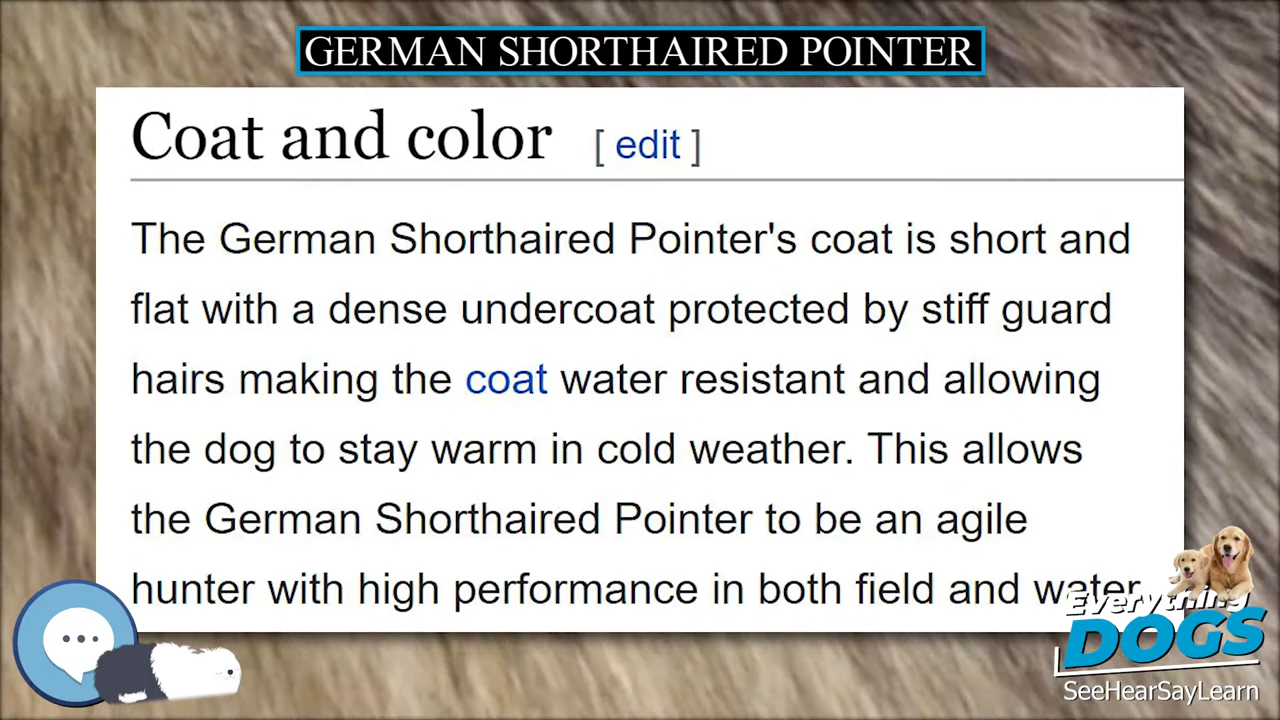 GERMAN SHORTHAIRED POINTER
Coat and color [ edit ]
The German Shorthaired Pointer's coat is short and
flat with a dense undercoat protected by stiff guard
hairs making the coat water resistant and allowing
the dog to stay warm in cold weather. This allows
the German Shorthaired Pointer to be an agile
hunter with high performance in both field and water.
Everything
DOGS
SeeHearSayLearn